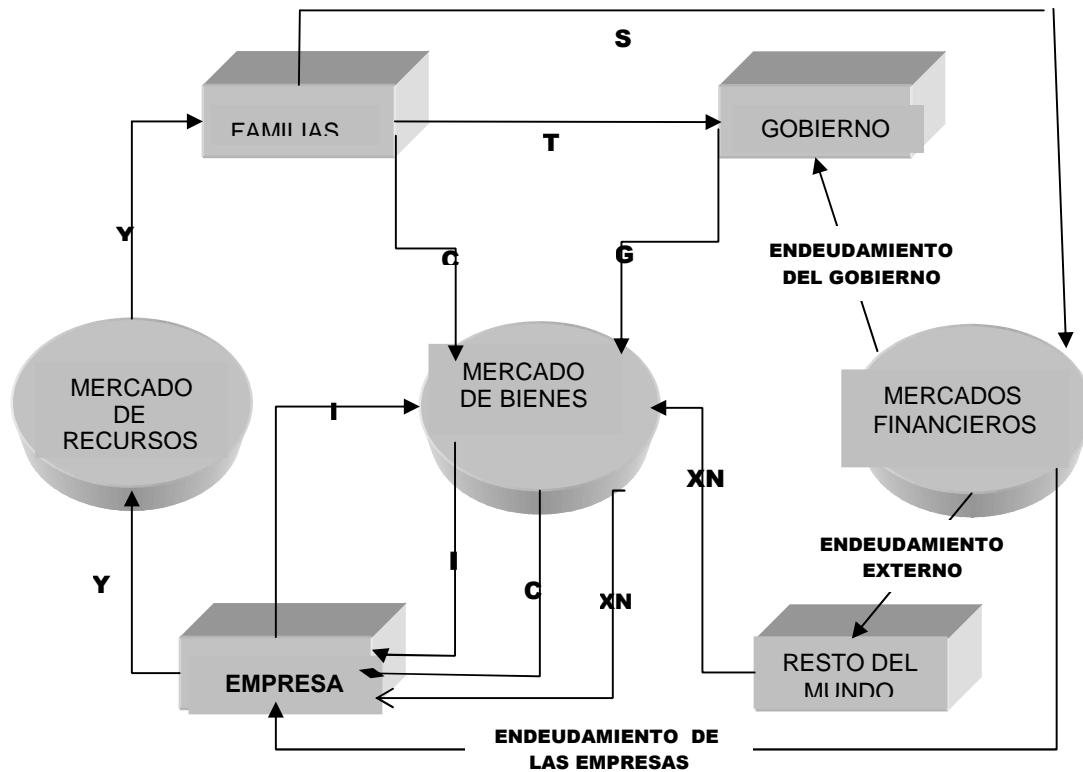 S
FAMILIAS
GOBIERNO
T
Y
C
G
ENDEUDAMIENTO
DEL GOBIERNO
MERCADO
DE
RECURSOS
MERCADO
DE BIENES
MERCADOS
FINANCIEROS
I
XN
ENDEUDAMIENTO
EXTERNO
I
C
XN
Y
EMPRESA
RESTO DEL
MUNDO
ENDEUDAMIENTO DE
LAS EMPRESAS